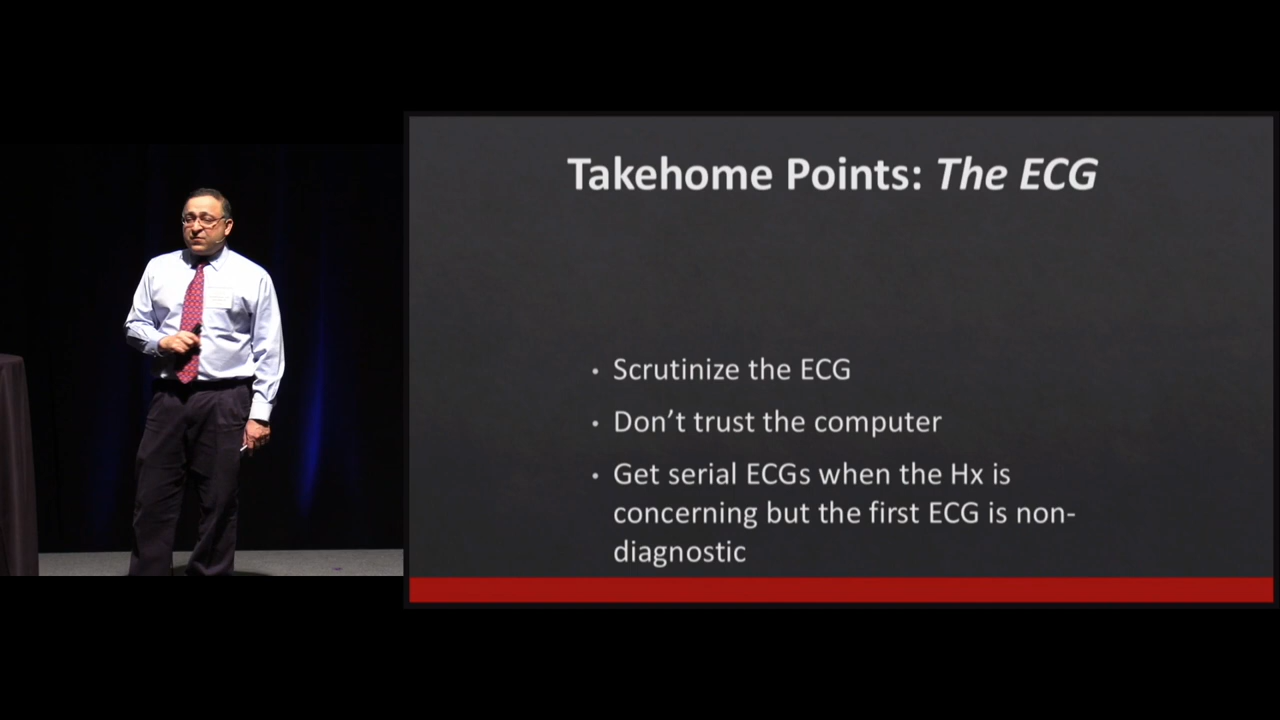 Takehome Points: The ECG
• Scrutinize the ECG
• Don’t trust the computer
• Get serial ECGs when the Hx is
concerning but the first ECG is non-
diagnostic